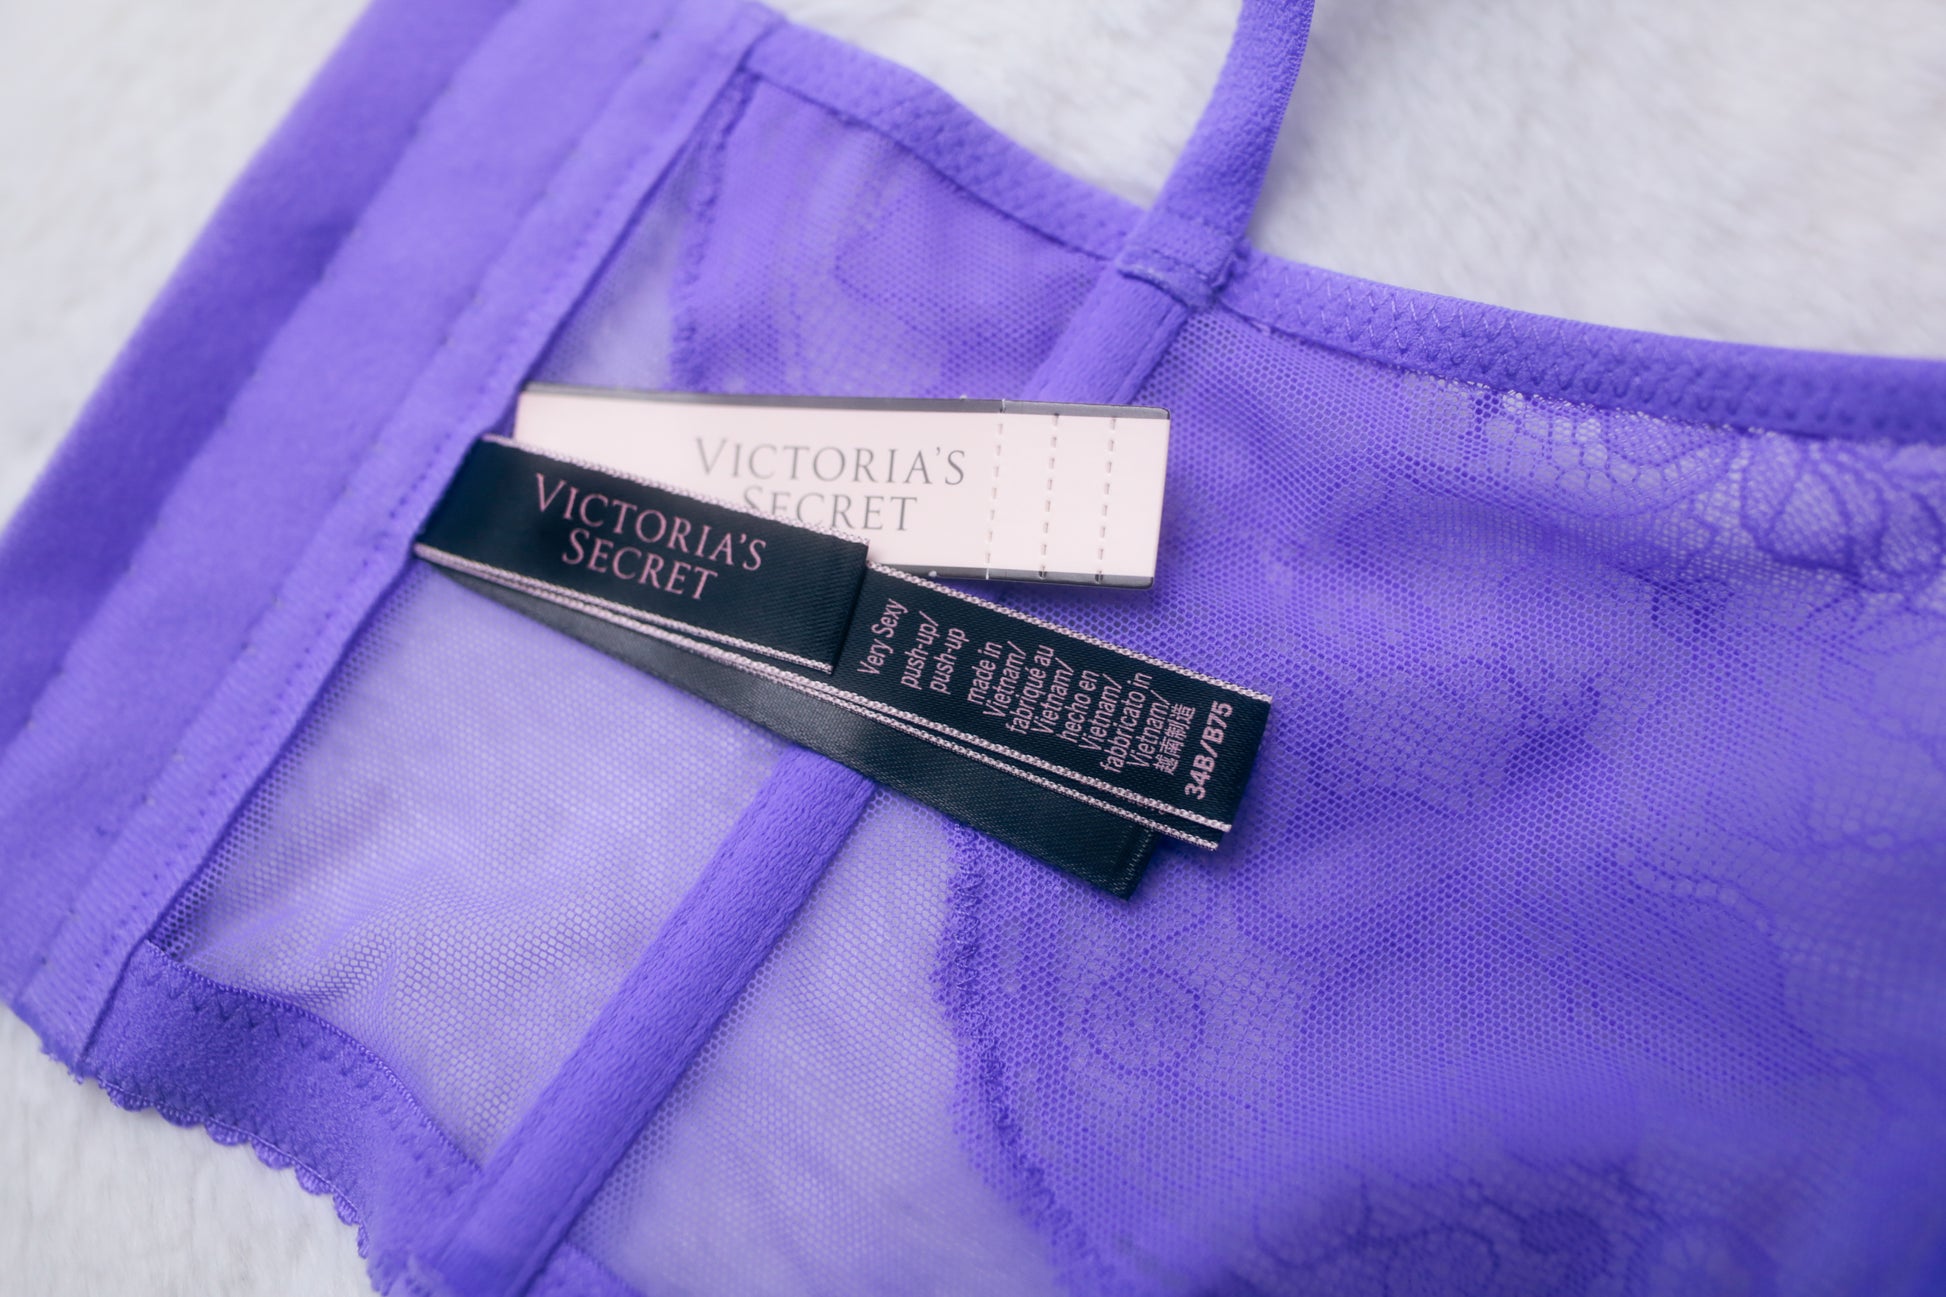 VICTORIA'S
SECRET
VICTORIA'S
SECRET
Very Sexy
push-up/
push-up
made in
Vietnam/
fabriqué au
Vietnam/
hecho en
Vietnam/
fabbricato in
Vietnam/
越南制造
34B/B75